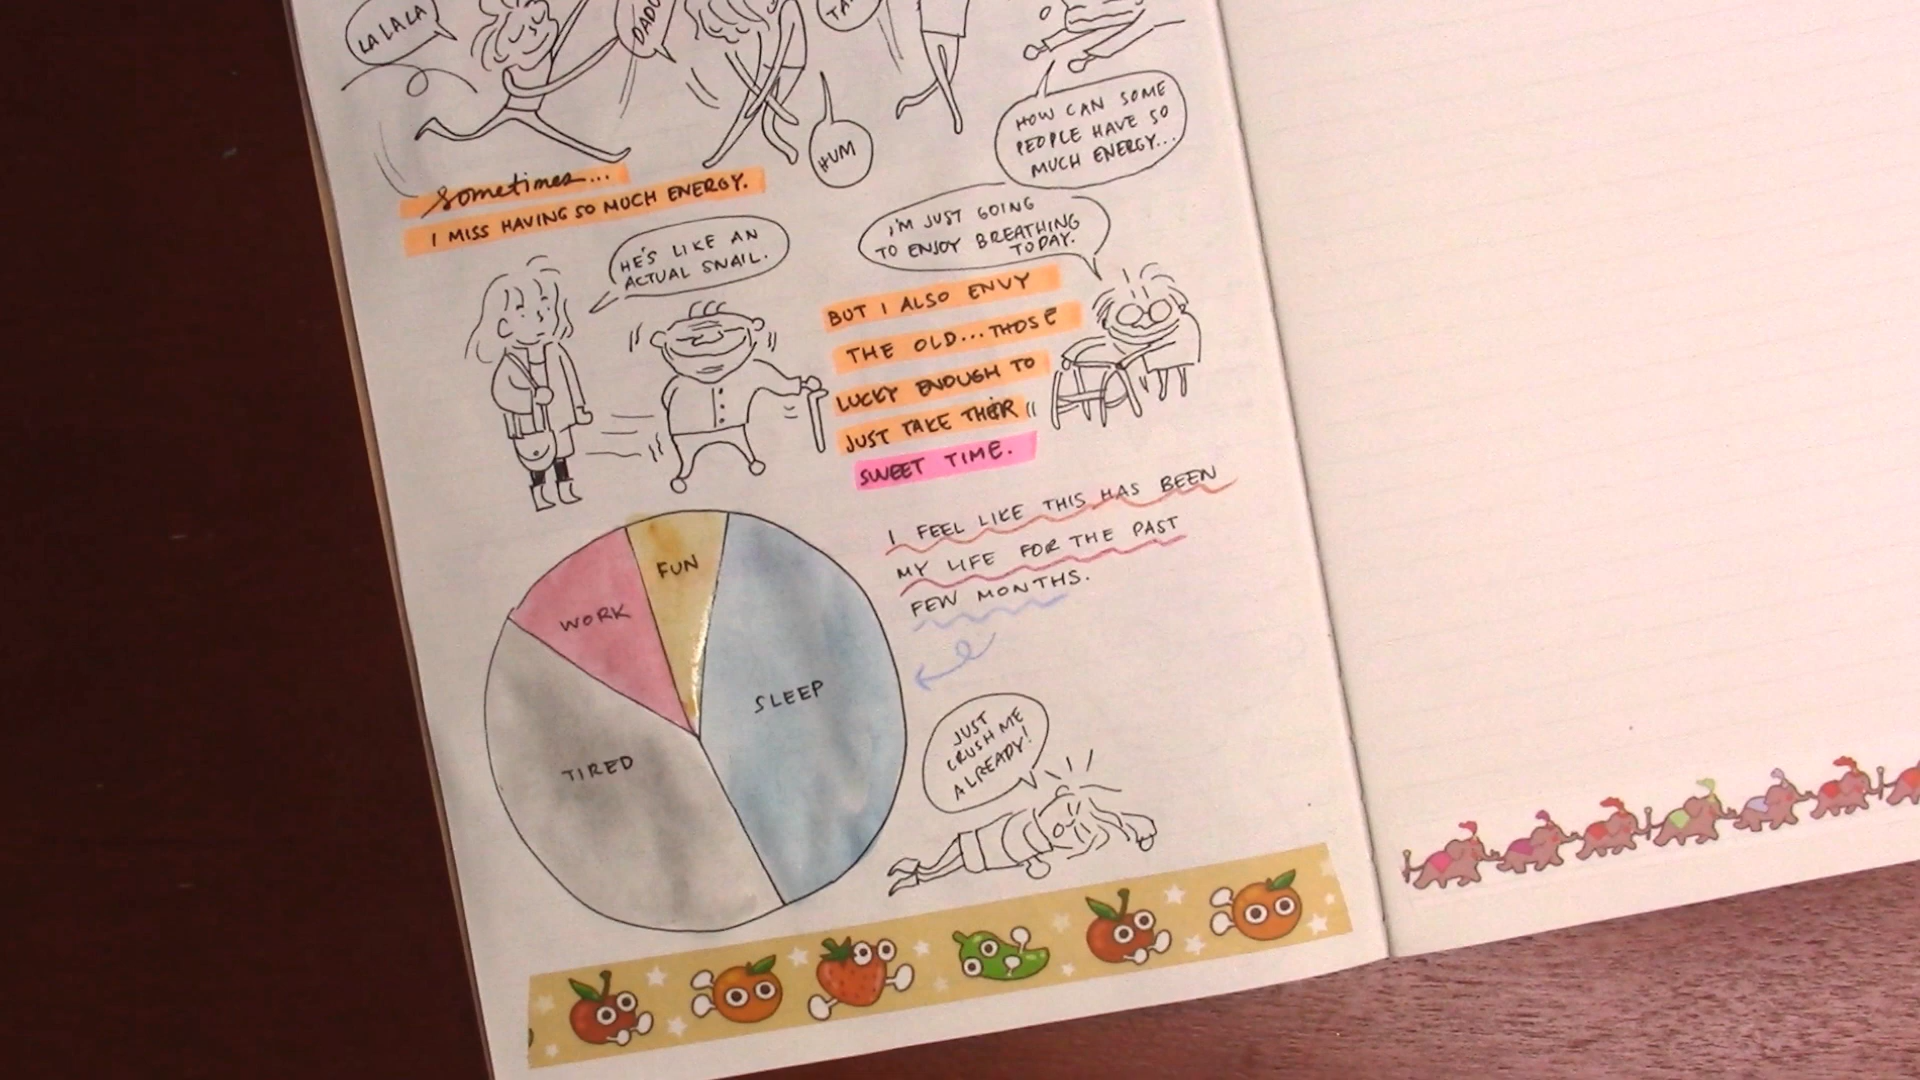 LA LALA
DADU
TA
HUM
HOW CAN SOME
PEOPLE HAVE SO
MUCH ENERGY...
Sometimes...
I MISS HAVING SO MUCH ENERGY.
HE'S LIKE AN
ACTUAL SNAIL.
I'M JUST GOING
TO ENJOY BREATHING
TODAY.
BUT I ALSO ENVY
THE OLD...THOSE
LUCKY ENOUGH TO
JUST TAKE THEIR
SWEET TIME.
I FEEL LIKE THIS HAS BEEN
MY LIFE FOR THE PAST
FEW MONTHS.
FUN
WORK
SLEEP
TIRED
JUST
CRUSH ME
ALREADY!